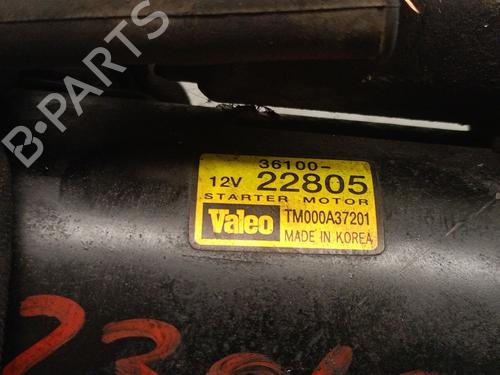 B-PARTS
36100-
12V 22805
STARTER MOTOR
Valeo TM000A37201
MADE IN KOREA